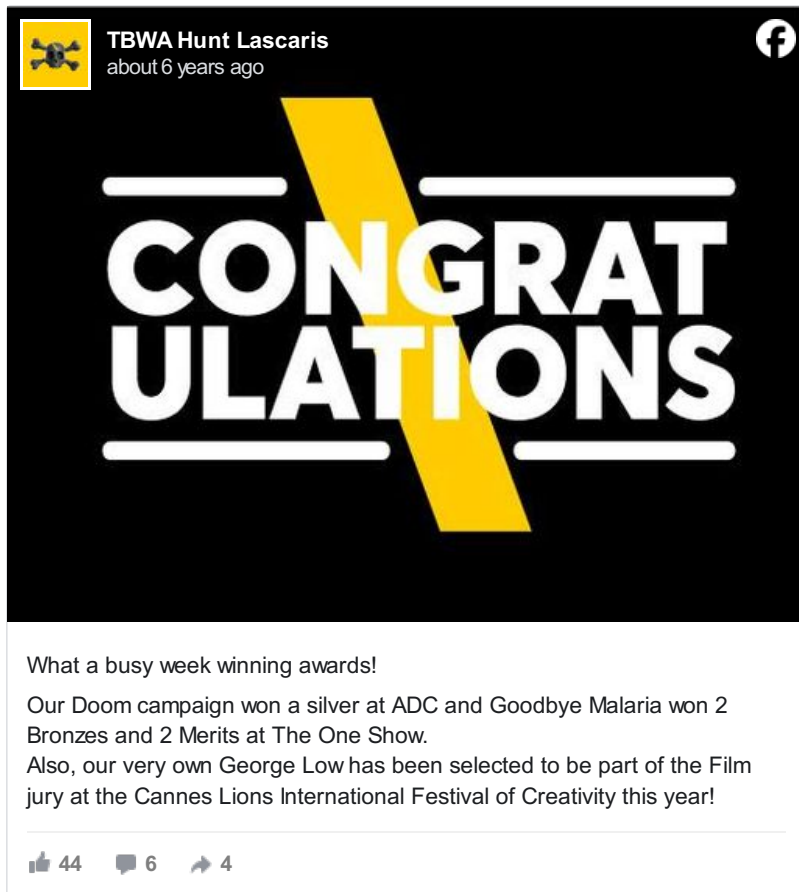 TBWA Hunt Lascaris
about 6 years ago
CONGRAT
ULATIONS
What a busy week winning awards!
Our Doom campaign won a silver at ADC and Goodbye Malaria won 2
Bronzes and 2 Merits at The One Show.
Also, our very own George Low has been selected to be part of the Film
jury at the Cannes Lions International Festival of Creativity this year!
44 6 4